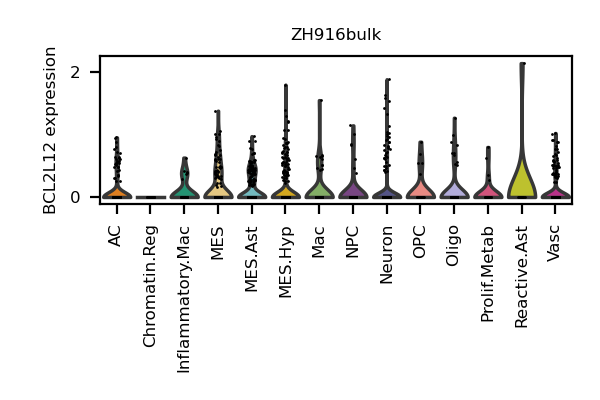 ZH916bulk
BCL2L12 expression
2
0
AC
Chromatin.Reg
Inflammatory.Mac
MES
MES.Ast
MES.Hyp
Mac
NPC
Neuron
OPC
Oligo
Prolif.Metab
Reactive.Ast
Vasc